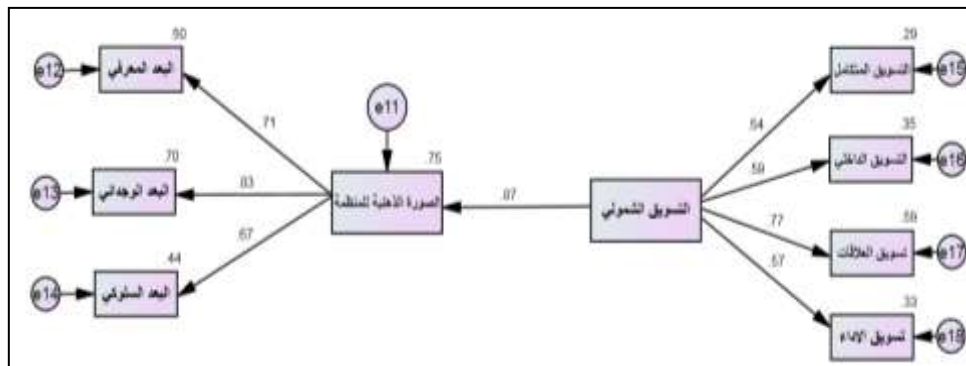 .50
e12
البعد المعرفي
.71
.70
e13
البعد الوجداني
.83
.44
e14
البعد السلوكي
.67
e11
.75
الصورة الذهنية للمنظمة
.87
التسويق الشمولي
.29
التسويق المتكامل
e15
.54
.35
التسويق الداخلي
e16
.59
.59
تسويق العلاقات
e17
.77
.33
تسويق الاداء
e18
.57